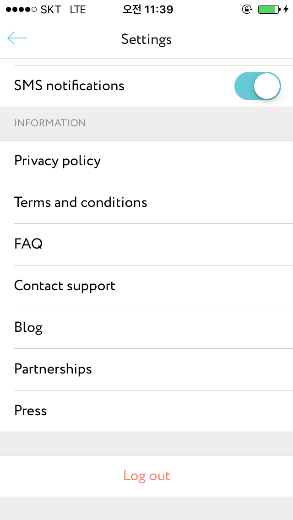 SKT LTE 오전 11:39
Settings
SMS notifications
INFORMATION
Privacy policy
Terms and conditions
FAQ
Contact support
Blog
Partnerships
Press
Log out